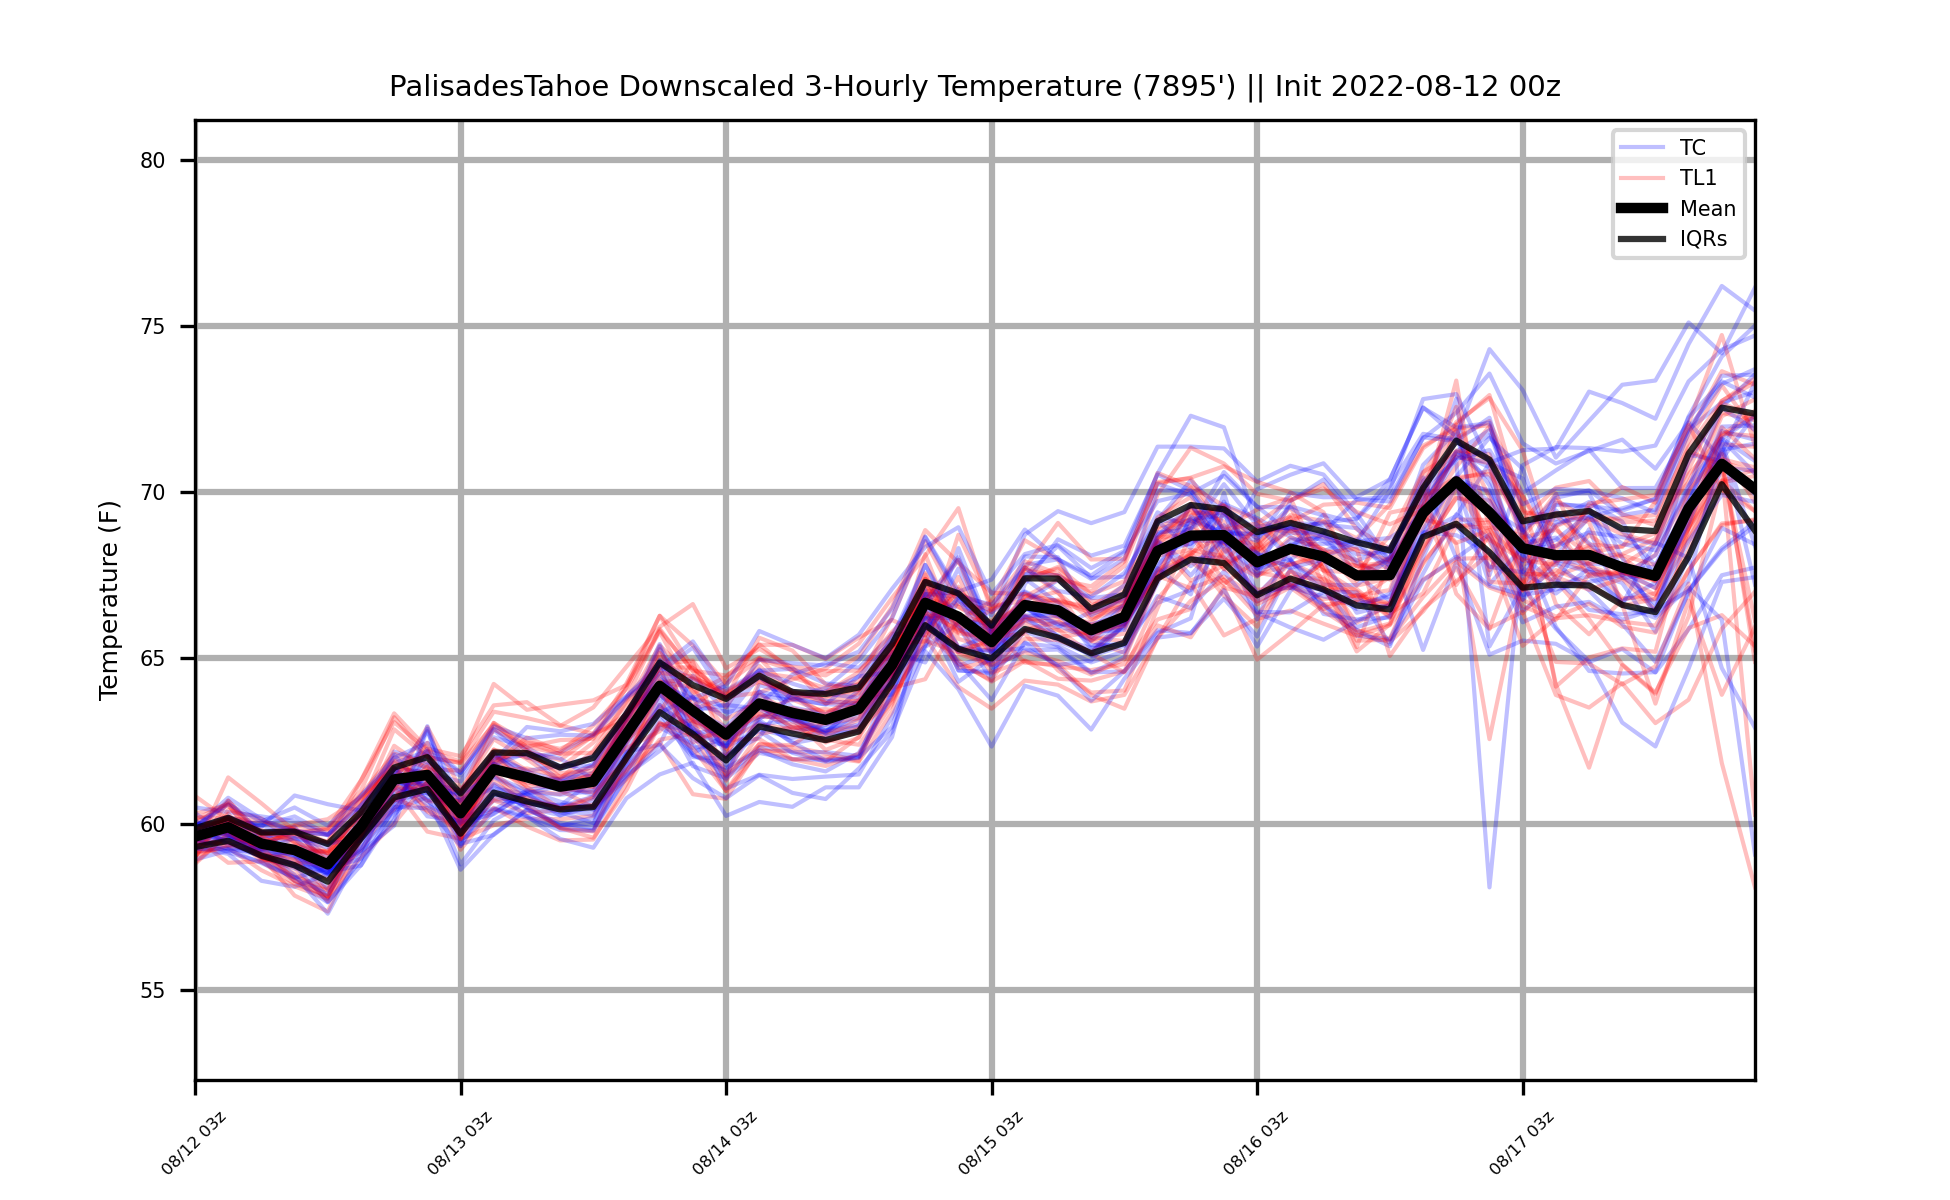 PalisadesTahoe Downscaled 3-Hourly Temperature (7895') || Init 2022-08-12 00z
TC
TL1
Mean
IQRs
Temperature (F)
80
75
70
65
60
55
08/12 03z
08/13 03z
08/14 03z
08/15 03z
08/16 03z
08/17 03z